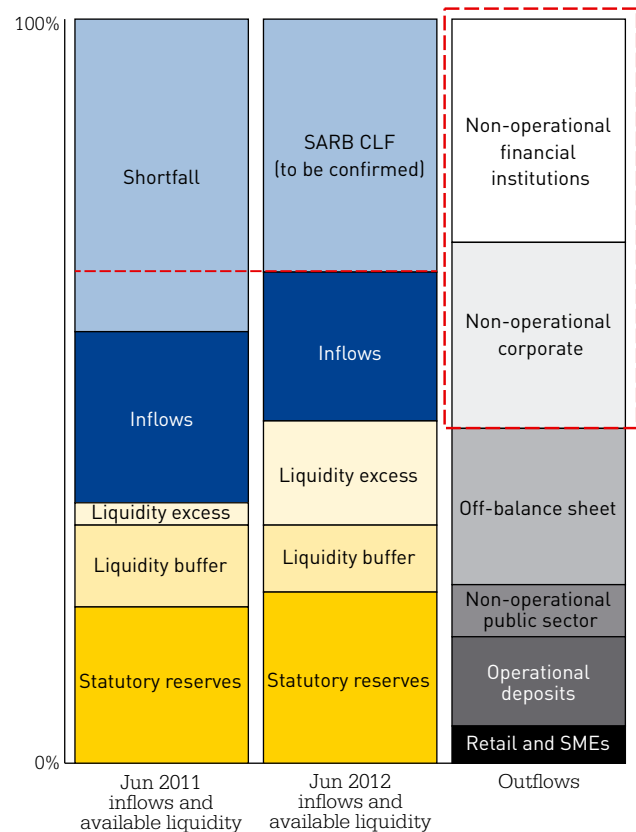 100%
Shortfall
Inflows
Liquidity excess
Liquidity buffer
Statutory reserves
SARB CLF
(to be confirmed)
Inflows
Liquidity excess
Liquidity buffer
Statutory reserves
Non-operational
financial
institutions
Non-operational
corporate
Off-balance sheet
Non-operational
public sector
Operational
deposits
Retail and SMEs
0%
Jun 2011
inflows and
available liquidity
Jun 2012
inflows and
available liquidity
Outflows